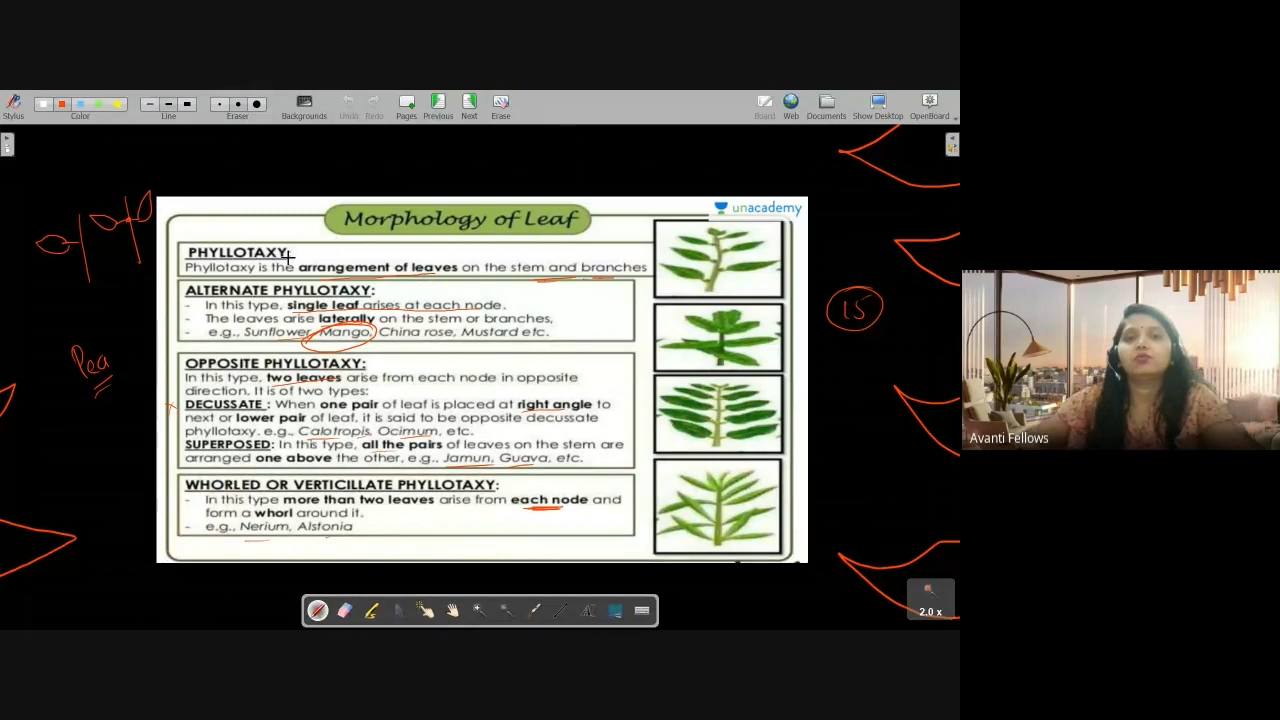 Stylus
Color
Line
Eraser
Backgrounds
Undo
Redo
Pages
Previous
Next
Erase
Board
Web
Documents
Show Desktop
OpenBoard
unacademy
Morphology of Leaf
PHYLLOTAXY
Phyllotaxy is the arrangement of leaves on the stem and branches
ALTERNATE PHYLLOTAXY:
- In this type, single leaf arises at each node.
- The leaves arise laterally on the stem or branches,
- e.g., Sunflower, Mango, China rose, Mustard etc.
15
Pea
OPPOSITE PHYLLOTAXY:
In this type, two leaves arise from each node in opposite
direction. It is of two types:
DECUSSATE : When one pair of leaf is placed at right angle to
next or lower pair of leaf, it is said to be opposite decussate
phyllotaxy. e.g., Calotropis, Ocimum, etc.
SUPERPOSED: In this type, all the pairs of leaves on the stem are
arranged one above the other, e.g., Jamun, Guava, etc.
WHORLED OR VERTICILLATE PHYLLOTAXY:
- In this type more than two leaves arise from each node and
form a whorl around it.
- e.g., Nerium, Alstonia
Avanti Fellows
2.0 x